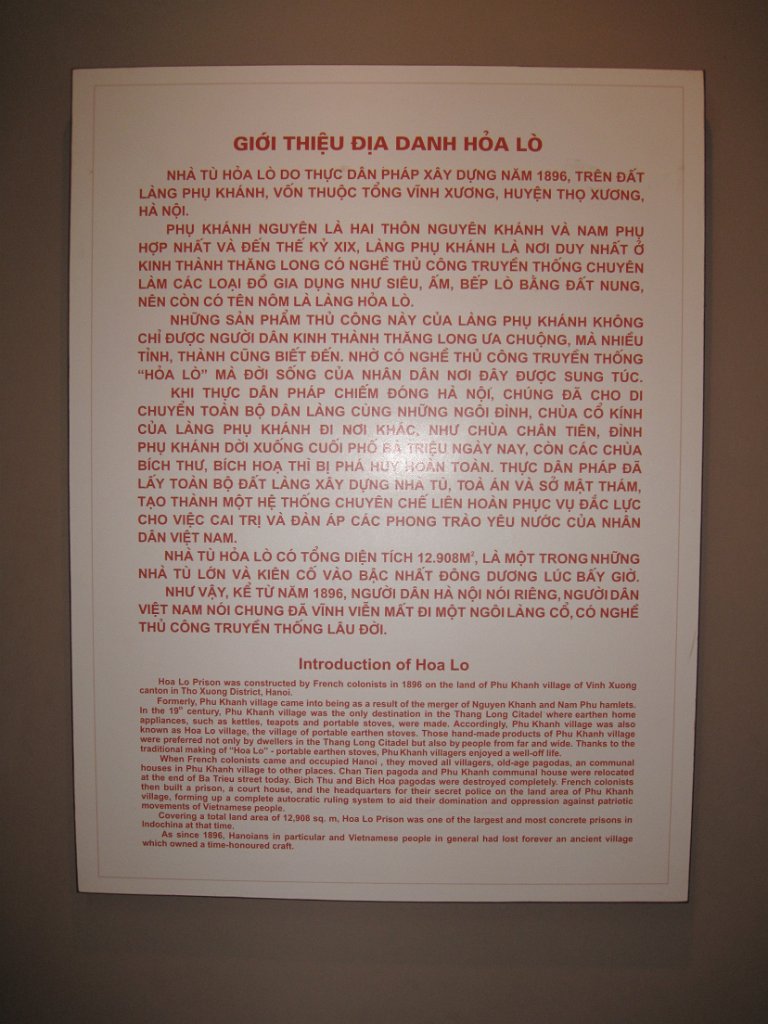 GIỚI THIỆU ĐỊA DANH HỎA LÒ
NHÀ TÙ HỎA LÒ DO THỰC DÂN PHÁP XÂY DỰNG NĂM 1896, TRÊN ĐẤT
LÀNG PHỤ KHÁNH, VỐN THUỘC TỔNG VĨNH XƯƠNG, HUYỆN THỌ XƯƠNG,
HÀ NỘI.
PHỤ KHÁNH NGUYÊN LÀ HAI THÔN NGUYÊN KHÁNH VÀ NAM PHỤ
HỢP NHẤT VÀ ĐẾN THẾ KỶ XIX, LÀNG PHỤ KHÁNH LÀ NƠI DUY NHẤT Ở
KINH THÀNH THĂNG LONG CÓ NGHỀ THỦ CÔNG TRUYỀN THỐNG CHUYÊN
LÀM CÁC LOẠI ĐỒ GIA DỤNG NHƯ SIÊU, ẤM, BẾP LÒ BẰNG ĐẤT NUNG,
NÊN CÒN CÓ TÊN NÔM LÀ LÀNG HỎA LÒ.
NHỮNG SẢN PHẨM THỦ CÔNG NÀY CỦA LÀNG PHỤ KHÁNH KHÔNG
CHỈ ĐƯỢC NGƯỜI DÂN KINH THÀNH THĂNG LONG ƯA CHUỘNG, MÀ NHIỀU
TỈNH, THÀNH CŨNG BIẾT ĐẾN. NHỜ CÓ NGHỀ THỦ CÔNG TRUYỀN THỐNG
“HỎA LÒ” MÀ ĐỜI SỐNG CỦA NHÂN DÂN NƠI ĐÂY ĐƯỢC SUNG TÚC.
KHI THỰC DÂN PHÁP CHIẾM ĐÓNG HÀ NỘI, CHÚNG ĐÃ CHO DI
CHUYỂN TOÀN BỘ DÂN LÀNG CÙNG NHỮNG NGÔI ĐÌNH, CHÙA CỔ KÍNH
CỦA LÀNG PHỤ KHÁNH ĐI NƠI KHÁC, NHƯ CHÙA CHÂN TIÊN, ĐÌNH
PHỤ KHÁNH DỜI XUỐNG CUỐI PHỐ BÀ TRIỆU NGÀY NAY, CÒN CÁC CHÙA
BÍCH THƯ, BÍCH HOẠ THÌ BỊ PHÁ HUỶ HOÀN TOÀN. THỰC DÂN PHÁP ĐÃ
LẤY TOÀN BỘ ĐẤT LÀNG XÂY DỰNG NHÀ TÙ, TOÀ ÁN VÀ SỞ MẬT THÁM,
TẠO THÀNH MỘT HỆ THỐNG CHUYÊN CHẾ LIÊN HOÀN PHỤC VỤ ĐẮC LỰC
CHO VIỆC CAI TRỊ VÀ ĐÀN ÁP CÁC PHONG TRÀO YÊU NƯỚC CỦA NHÂN
DÂN VIỆT NAM.
NHÀ TÙ HỎA LÒ CÓ TỔNG DIỆN TÍCH 12.908M², LÀ MỘT TRONG NHỮNG
NHÀ TÙ LỚN VÀ KIÊN CỐ VÀO BẬC NHẤT ĐÔNG DƯƠNG LÚC BẤY GIỜ.
NHƯ VẬY, KỂ TỪ NĂM 1896, NGƯỜI DÂN HÀ NỘI NÓI RIÊNG, NGƯỜI DÂN
VIỆT NAM NÓI CHUNG ĐÃ VĨNH VIỄN MẤT ĐI MỘT NGÔI LÀNG CỔ, CÓ NGHỀ
THỦ CÔNG TRUYỀN THỐNG LÂU ĐỜI.
Introduction of Hoa Lo
Hoa Lo Prison was constructed by French colonists in 1896 on the land of Phu Khanh village of Vinh Xuong
canton in Tho Xuong District, Hanoi.
Formerly, Phu Khanh village came into being as a result of the merger of Nguyen Khanh and Nam Phu hamlets.
In the 19th century, Phu Khanh village was the only destination in the Thang Long Citadel where earthen home
appliances, such as kettles, teapots and portable stoves, were made. Accordingly, Phu Khanh village was also
known as Hoa Lo village, the village of portable earthen stoves. Those hand-made products of Phu Khanh village
were preferred not only by dwellers in the Thang Long Citadel but also by people from far and wide. Thanks to the
traditional making of “Hoa Lo” - portable earthen stoves, Phu Khanh villagers enjoyed a well-off life.
When French colonists came and occupied Hanoi , they moved all villagers, old-age pagodas, an communal
houses in Phu Khanh village to other places. Chan Tien pagoda and Phu Khanh communal house were relocated
at the end of Ba Trieu street today. Bich Thu and Bich Hoa pagodas were destroyed completely. French colonists
then built a prison, a court house, and the headquarters for their secret police on the land area of Phu Khanh
village, forming up a complete autocratic ruling system to aid their domination and oppression against patriotic
movements of Vietnamese people.
Covering a total land area of 12,908 sq. m, Hoa Lo Prison was one of the largest and most concrete prisons in
Indochina at that time.
As since 1896, Hanoians in particular and Vietnamese people in general had lost forever an ancient village
which owned a time-honoured craft.